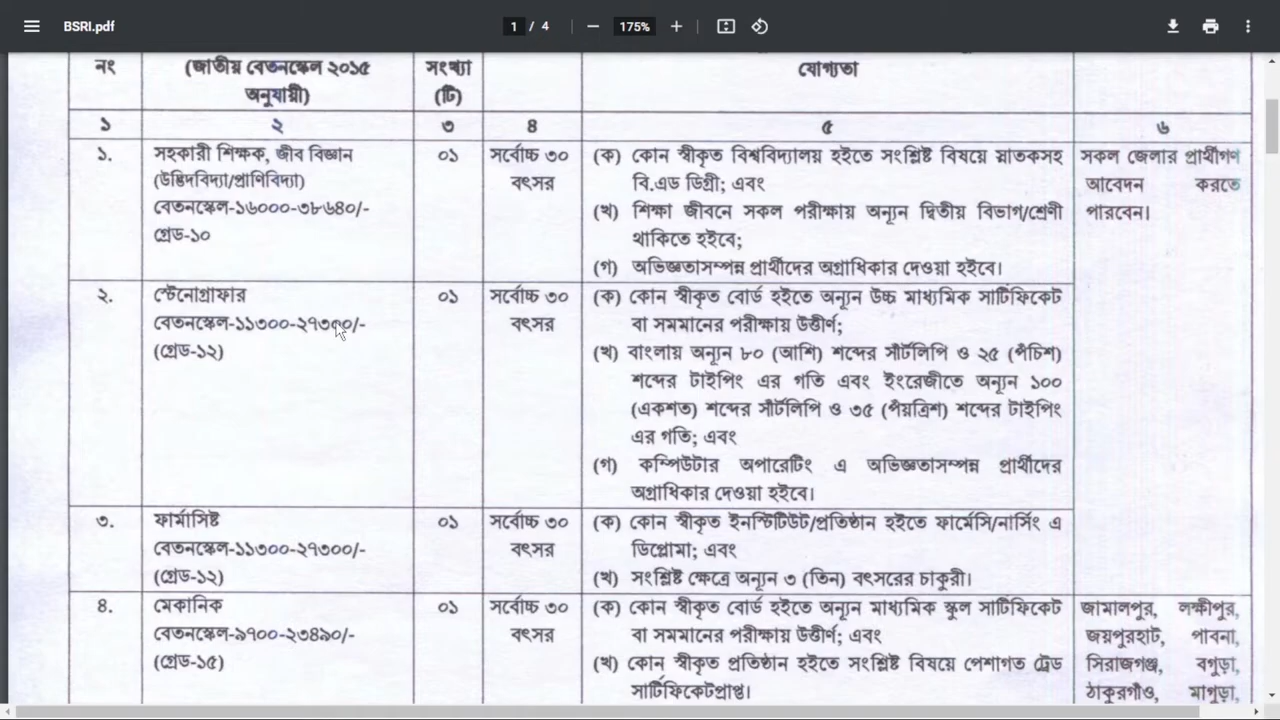 BSRI.pdf
1 / 4
175%
নং
(জাতীয় বেতনস্কেল ২০১৫
অনুযায়ী)
সংখ্যা
(টি)
যোগ্যতা
১ ২ ৩ ৪ ৫ ৬
১. সহকারী শিক্ষক, জীব বিজ্ঞান ০১ সর্বোচ্চ ৩০ (ক) কোন স্বীকৃত বিশ্ববিদ্যালয় হইতে সংশ্লিষ্ট বিষয়ে স্নাতকসহ সকল জেলার প্রার্থীগণ
(উদ্ভিদবিদ্যা/প্রাণিবিদ্যা) বৎসর বি.এড ডিগ্রী; এবং আবেদন করতে
বেতনস্কেল-১৬০০০-৩৮৬৪০/- (খ) শিক্ষা জীবনে সকল পরীক্ষায় অন্যূন দ্বিতীয় বিভাগ/শ্রেণী পারবেন।
গ্রেড-১০ থাকিতে হইবে;
(গ) অভিজ্ঞতাসম্পন্ন প্রার্থীদের অগ্রাধিকার দেওয়া হইবে।
২. স্টেনোগ্রাফার ০১ সর্বোচ্চ ৩০ (ক) কোন স্বীকৃত বোর্ড হইতে অন্যূন উচ্চ মাধ্যমিক সার্টিফিকেট
বেতনস্কেল-১১৩০০-২৭৩০০/- বৎসর বা সমমানের পরীক্ষায় উত্তীর্ণ;
(গ্রেড-১২) (খ) বাংলায় অন্যূন ৮০ (আশি) শব্দের সাঁটলিপি ও ২৫ (পঁচিশ)
শব্দের টাইপিং এর গতি এবং ইংরেজীতে অন্যূন ১০০
(একশত) শব্দের সাঁটলিপি ও ৩৫ (পঁয়ত্রিশ) শব্দের টাইপিং
এর গতি; এবং
(গ) কম্পিউটার অপারেটিং এ অভিজ্ঞতাসম্পন্ন প্রার্থীদের
অগ্রাধিকার দেওয়া হইবে।
৩. ফার্মাসিষ্ট ০১ সর্বোচ্চ ৩০ (ক) কোন স্বীকৃত ইনস্টিটিউট/প্রতিষ্ঠান হইতে ফার্মেসি/নার্সিং এ
বেতনস্কেল-১১৩০০-২৭৩০০/- বৎসর ডিপ্লোমা; এবং
(গ্রেড-১২) (খ) সংশ্লিষ্ট ক্ষেত্রে অন্যূন ৩ (তিন) বৎসরের চাকুরী।
৪. মেকানিক ০১ সর্বোচ্চ ৩০ (ক) কোন স্বীকৃত বোর্ড হইতে অন্যূন মাধ্যমিক স্কুল সার্টিফিকেট জামালপুর, লক্ষীপুর,
বেতনস্কেল-৯৭০০-২৩৪৯০/- বৎসর বা সমমানের পরীক্ষায় উত্তীর্ণ; এবং জয়পুরহাট, পাবনা,
(গ্রেড-১৫) (খ) কোন স্বীকৃত প্রতিষ্ঠান হইতে সংশ্লিষ্ট বিষয়ে পেশাগত ট্রেড সিরাজগঞ্জ, বগুড়া,
সার্টিফিকেটপ্রাপ্ত। ঠাকুরগাঁও, মাগুড়া,